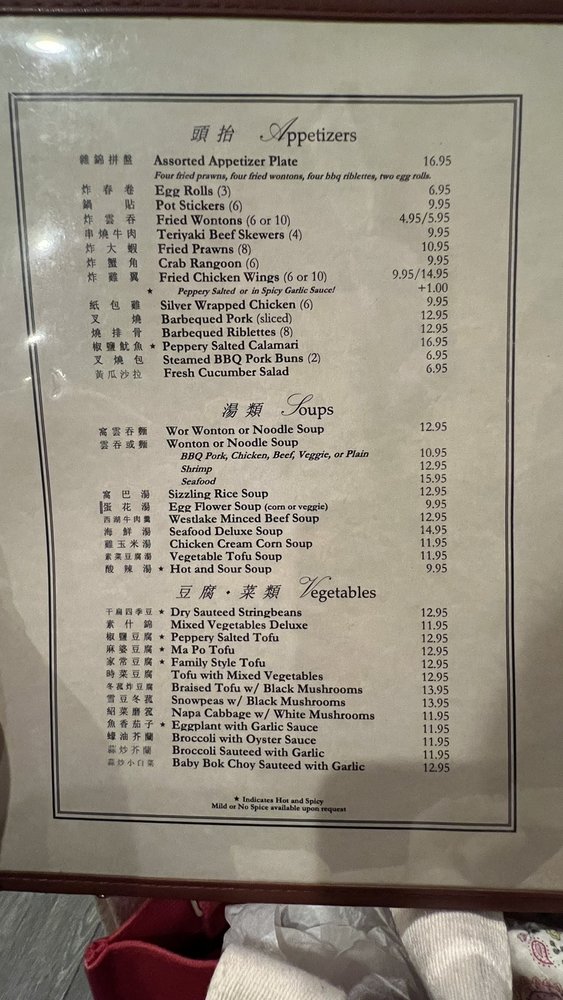 頭抬 Appetizers
雜錦拼盤 Assorted Appetizer Plate 16.95
Four fried prawns, four fried wontons, four bbq riblettes, two egg rolls.
炸春卷 Egg Rolls (3) 6.95
鍋貼 Pot Stickers (6) 9.95
炸雲吞 Fried Wontons (6 or 10) 4.95/5.95
串燒牛肉 Teriyaki Beef Skewers (4) 9.95
炸大蝦 Fried Prawns (8) 10.95
炸蟹角 Crab Rangoon (6) 9.95
炸雞翼 Fried Chicken Wings (6 or 10) 9.95/14.95
★ Peppery Salted or in Spicy Garlic Sauce! +1.00
紙包雞 Silver Wrapped Chicken (6) 9.95
叉燒 Barbequed Pork (sliced) 12.95
燒排骨 Barbequed Riblettes (8) 12.95
椒鹽魷魚 ★ Peppery Salted Calamari 16.95
叉燒包 Steamed BBQ Pork Buns (2) 6.95
黃瓜沙拉 Fresh Cucumber Salad 6.95
湯類 Soups
窩雲吞麵 Wor Wonton or Noodle Soup 12.95
雲吞或麵 Wonton or Noodle Soup
BBQ Pork, Chicken, Beef, Veggie, or Plain 10.95
Shrimp 12.95
Seafood 15.95
窩巴湯 Sizzling Rice Soup 12.95
蛋花湯 Egg Flower Soup (corn or veggie) 9.95
西湖牛肉羹 Westlake Minced Beef Soup 12.95
海鮮湯 Seafood Deluxe Soup 14.95
雞玉米湯 Chicken Cream Corn Soup 11.95
素菜豆腐湯 Vegetable Tofu Soup 11.95
酸辣湯 ★ Hot and Sour Soup 9.95
豆腐・菜類 Vegetables
干扁四季豆 ★ Dry Sauteed Stringbeans 12.95
素什錦 Mixed Vegetables Deluxe 11.95
椒鹽豆腐 ★ Peppery Salted Tofu 12.95
麻婆豆腐 ★ Ma Po Tofu 12.95
家常豆腐 ★ Family Style Tofu 12.95
時菜豆腐 Tofu with Mixed Vegetables 12.95
冬菰炸豆腐 Braised Tofu w/ Black Mushrooms 13.95
雪豆冬菰 Snowpeas w/ Black Mushrooms 13.95
紹菜磨菰 Napa Cabbage w/ White Mushrooms 11.95
魚香茄子 ★ Eggplant with Garlic Sauce 11.95
蠔油芥蘭 Broccoli with Oyster Sauce 11.95
蒜炒芥蘭 Broccoli Sauteed with Garlic 11.95
蒜炒小白菜 Baby Bok Choy Sauteed with Garlic 12.95
★ Indicates Hot and Spicy
Mild or No Spice available upon request